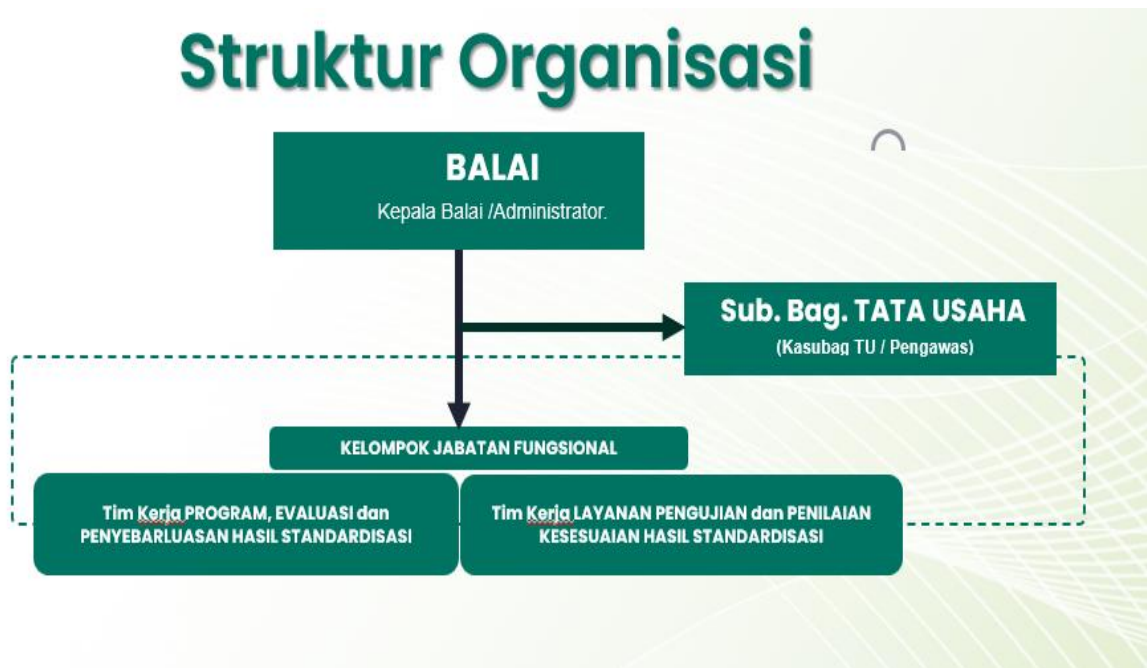 Struktur Organisasi
BALAI
Kepala Balai /Administrator.
Sub. Bag. TATA USAHA
(Kasubag TU / Pengawas)
KELOMPOK JABATAN FUNGSIONAL
Tim Kerja PROGRAM, EVALUASI dan
PENYEBARLUASAN HASIL STANDARDISASI
Tim Kerja LAYANAN PENGUJIAN dan PENILAIAN
KESESUAIAN HASIL STANDARDISASI